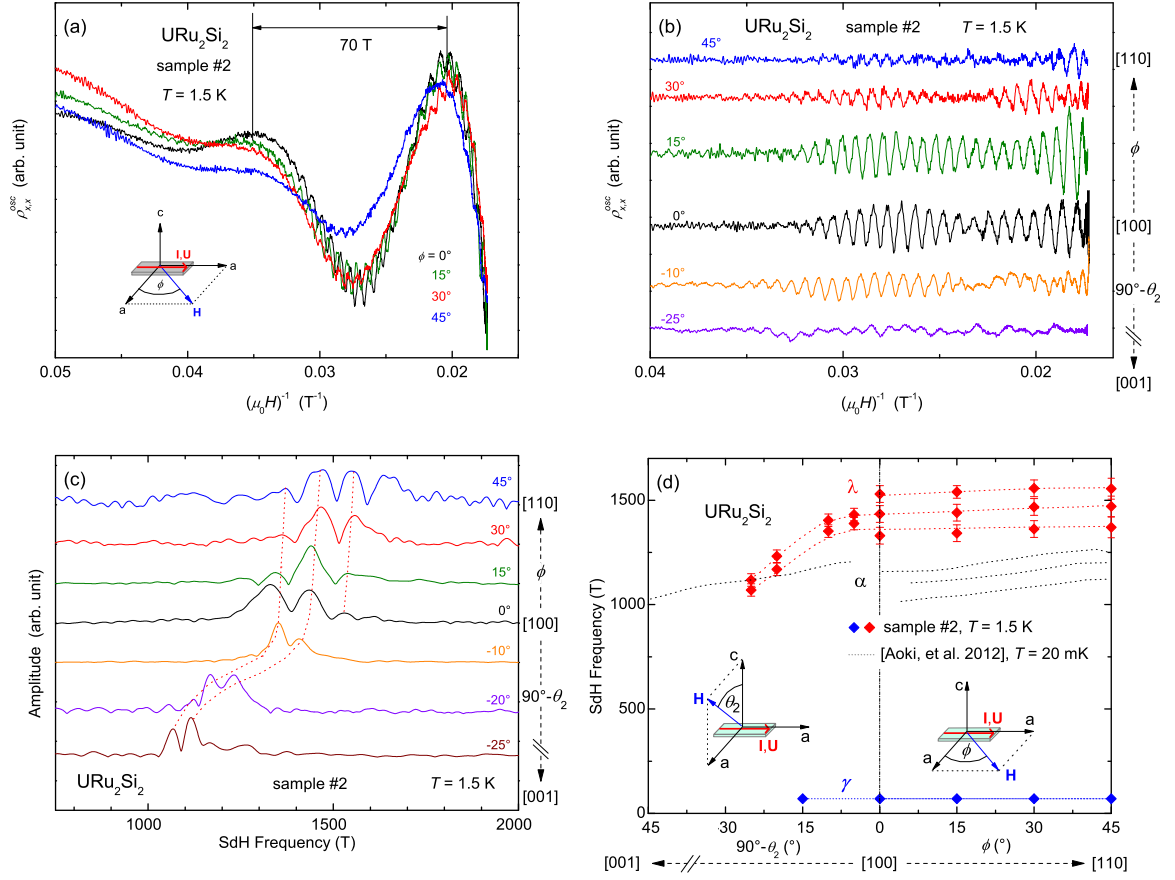 (a)
URu2Si2
sample #2
T = 1.5 K
70 T
ρx,x^osc (arb. unit)
c
I,U
a
ϕ
a
H
ϕ = 0°
15°
30°
45°
0.05 0.04 0.03 0.02
(μ0H)^-1 (T^-1)
(b) URu2Si2 sample #2 T = 1.5 K
45°
30°
15°
0°
-10°
-25°
[110]
ϕ
[100]
90°-θ2
[001]
ρx,x^osc (arb. unit)
0.04 0.03 0.02
(μ0H)^-1 (T^-1)
(c)
45°
30°
15°
0°
-10°
-20°
-25°
[110]
ϕ
[100]
90°-θ2
[001]
Amplitude (arb. unit)
URu2Si2 sample #2 T = 1.5 K
1000 1500 2000
SdH Frequency (T)
(d)
λ
URu2Si2
α
sample #2, T = 1.5 K
[Aoki, et al. 2012], T = 20 mK
c
H
θ2
I,U
a
a
c
I,U
a
a
ϕ
H
γ
SdH Frequency (T)
1500
1000
500
0
45 30 15 0 15 30 45
90°-θ2 (°) ϕ (°)
[001] [100] [110]